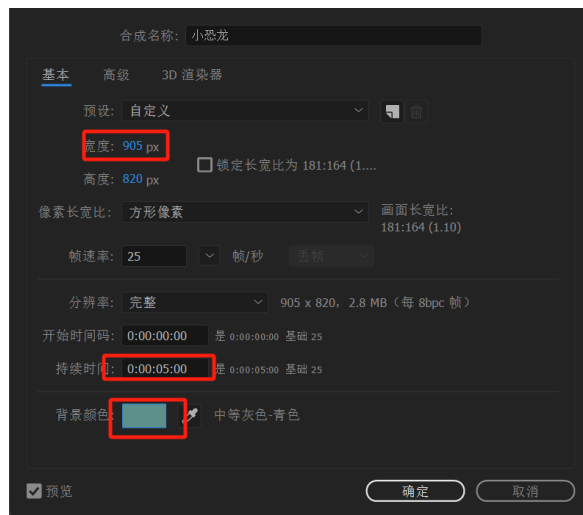 合成名称: 小恐龙
基本 高级 3D 渲染器
预设: 自定义
宽度: 905 px
锁定长宽比为 181:164 (1....
高度: 820 px
像素长宽比: 方形像素
画面长宽比:
181:164 (1.10)
帧速率: 25 帧/秒 丢帧
分辨率: 完整 905 x 820，2.8 MB（每 8bpc 帧）
开始时间码: 0:00:00:00 是 0:00:00:00 基础 25
持续时间: 0:00:05:00 是 0:00:05:00 基础 25
背景颜色: 中等灰色-青色
预览 确定 取消